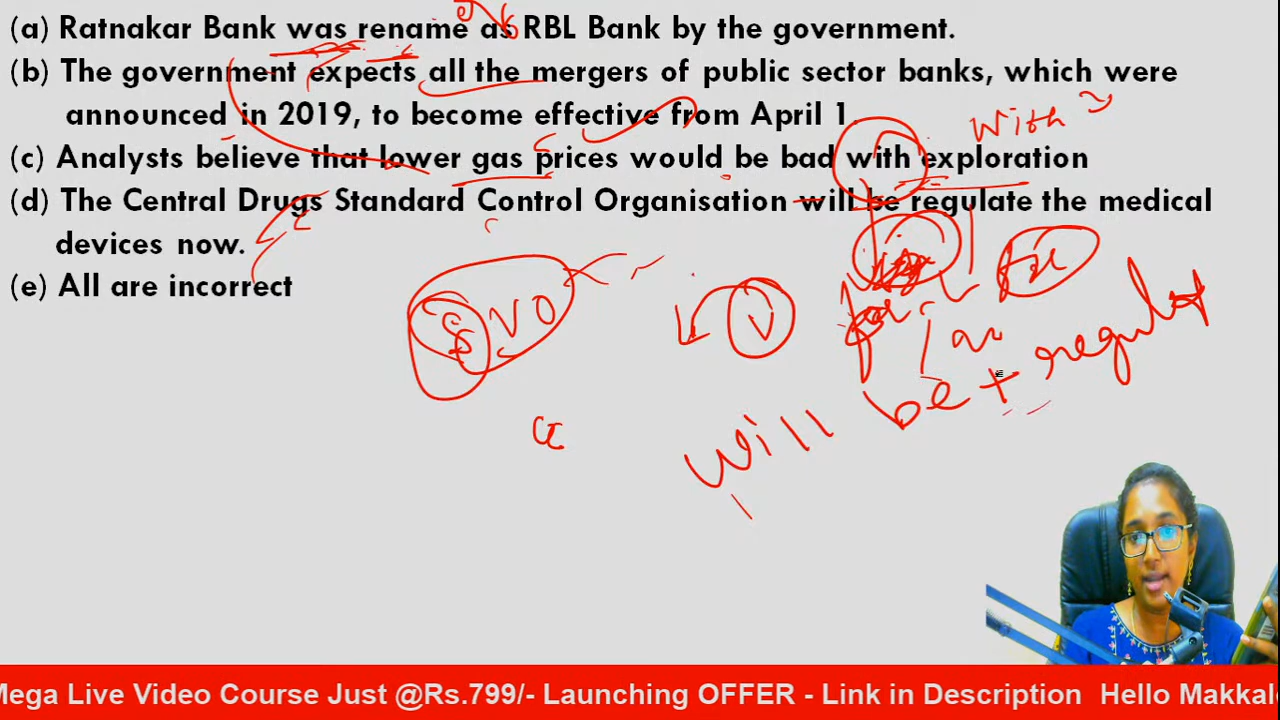 (a) Ratnakar Bank was rename as RBL Bank by the government.
(b) The government expects all the mergers of public sector banks, which were
announced in 2019, to become effective from April 1.
With
(c) Analysts believe that lower gas prices would be bad with exploration
(d) The Central Drugs Standard Control Organisation will be regulate the medical
devices now.
(e) All are incorrect
S V O
V
for
will be + regulat
Mega Live Video Course Just @Rs.799/- Launching OFFER - Link in Description Hello Makkal